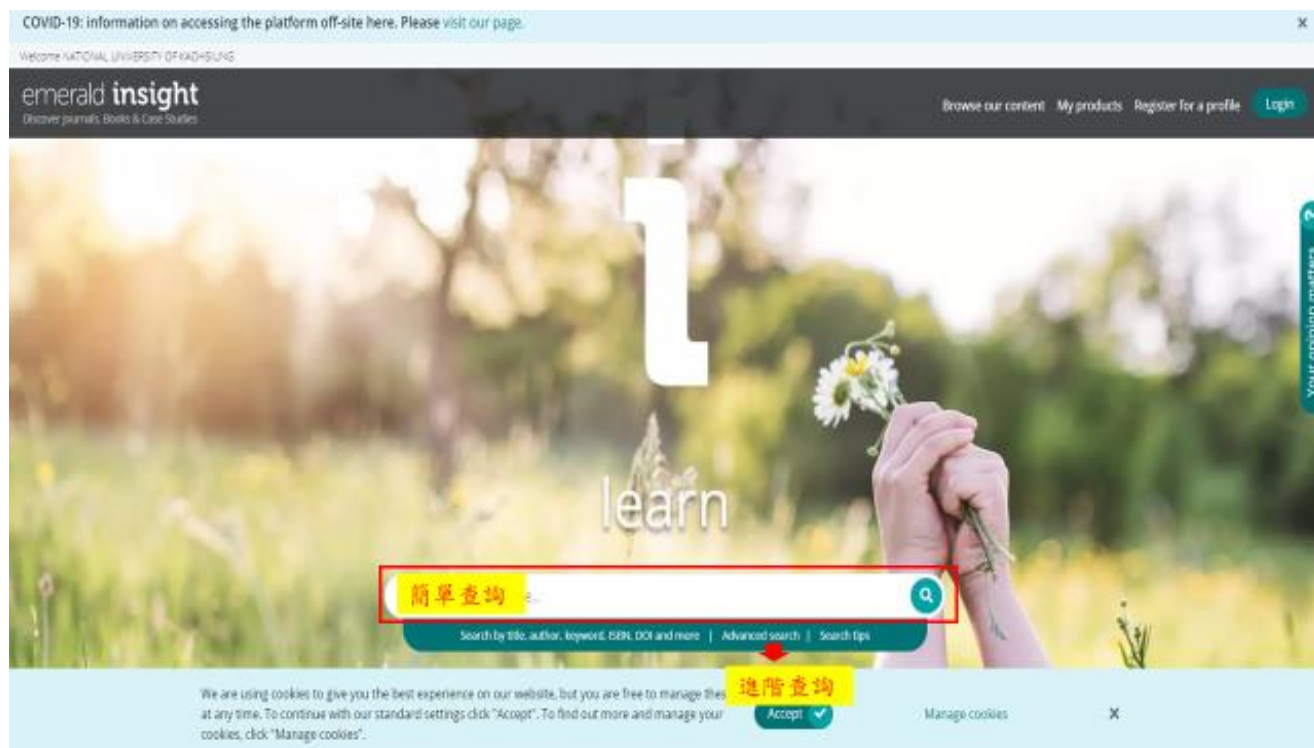 COVID-19: information on accessing the platform off-site here. Please visit our page.
x
Welcome NATIONAL UNIVERSITY OF KAOHSIUNG
emerald insight
Discover Journals, Books & Case Studies
Browse our content My products Register for a profile Login
i
Your opinion matters
learn
簡單查詢 e...
Search by title, author, keyword, ISBN, DOI and more | Advanced search | Search tips
進階查詢
We are using cookies to give you the best experience on our website, but you are free to manage thes
at any time. To continue with our standard settings click "Accept". To find out more and manage your
cookies, click "Manage cookies".
Accept
Manage cookies
X